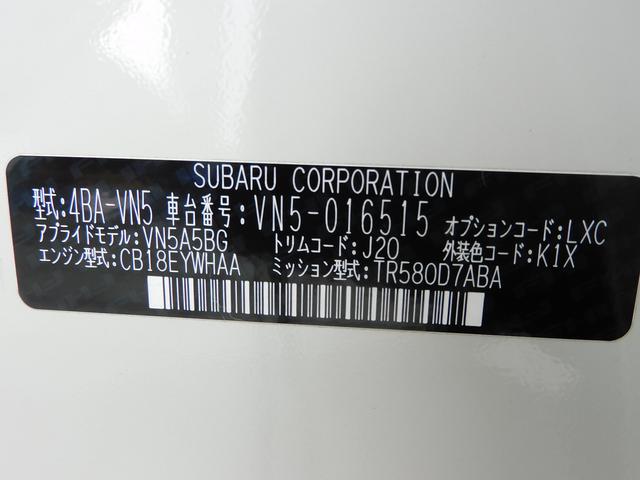 SUBARU CORPORATION
型式:4BA-VN5 車台番号:VN5-016515 オプションコード:LXC
アプライドモデル:VN5A5BG トリムコード:J20 外装色コード:K1X
エンジン型式:CB18EYWHAA ミッション型式:TR580D7ABA